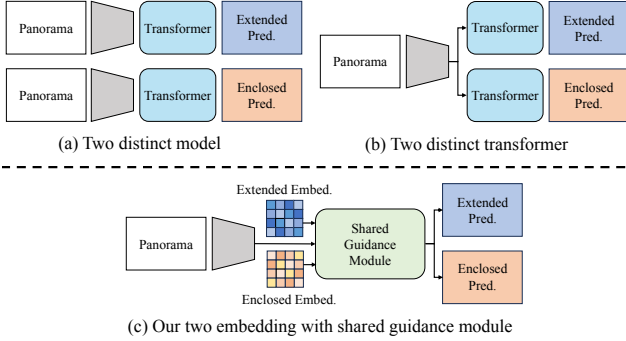 Panorama
Transformer
Extended
Pred.
Panorama
Transformer
Enclosed
Pred.
(a) Two distinct model
Panorama
Transformer
Extended
Pred.
Transformer
Enclosed
Pred.
(b) Two distinct transformer
Extended Embed.
Panorama
Enclosed Embed.
Shared
Guidance
Module
Extended
Pred.
Enclosed
Pred.
(c) Our two embedding with shared guidance module